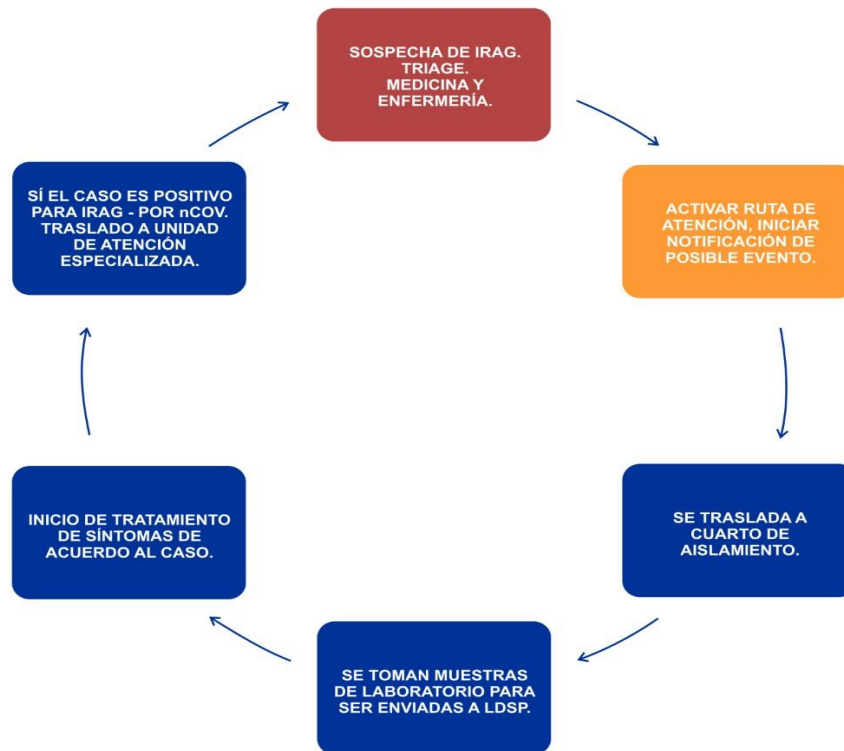 SOSPECHA DE IRAG.
TRIAGE.
MEDICINA Y
ENFERMERÍA.
ACTIVAR RUTA DE
ATENCIÓN, INICIAR
NOTIFICACIÓN DE
POSIBLE EVENTO.
SE TRASLADA A
CUARTO DE
AISLAMIENTO.
SE TOMAN MUESTRAS
DE LABORATORIO PARA
SER ENVIADAS A LDSP.
INICIO DE TRATAMIENTO
DE SÍNTOMAS DE
ACUERDO AL CASO.
SÍ EL CASO ES POSITIVO
PARA IRAG - POR nCOV.
TRASLADO A UNIDAD
DE ATENCIÓN
ESPECIALIZADA.